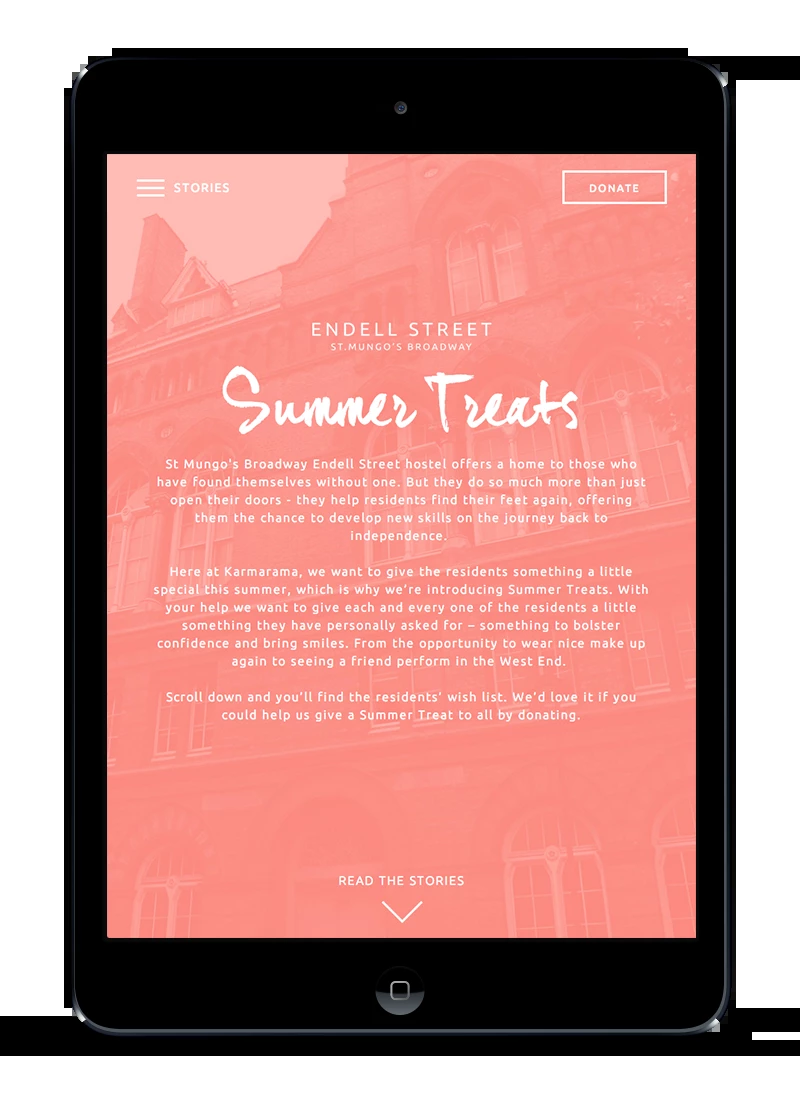 STORIES
DONATE
ENDELL STREET
ST.MUNGO'S BROADWAY
Summer Treats
St Mungo's Broadway Endell Street hostel offers a home to those who
have found themselves without one. But they do so much more than just
open their doors - they help residents find their feet again, offering
them the chance to develop new skills on the journey back to
independence.
Here at Karmarama, we want to give the residents something a little
special this summer, which is why we're introducing Summer Treats. With
your help we want to give each and every one of the residents a little
something they have personally asked for – something to bolster
confidence and bring smiles. From the opportunity to wear nice make up
again to seeing a friend perform in the West End.
Scroll down and you'll find the residents' wish list. We'd love it if you
could help us give a Summer Treat to all by donating.
READ THE STORIES